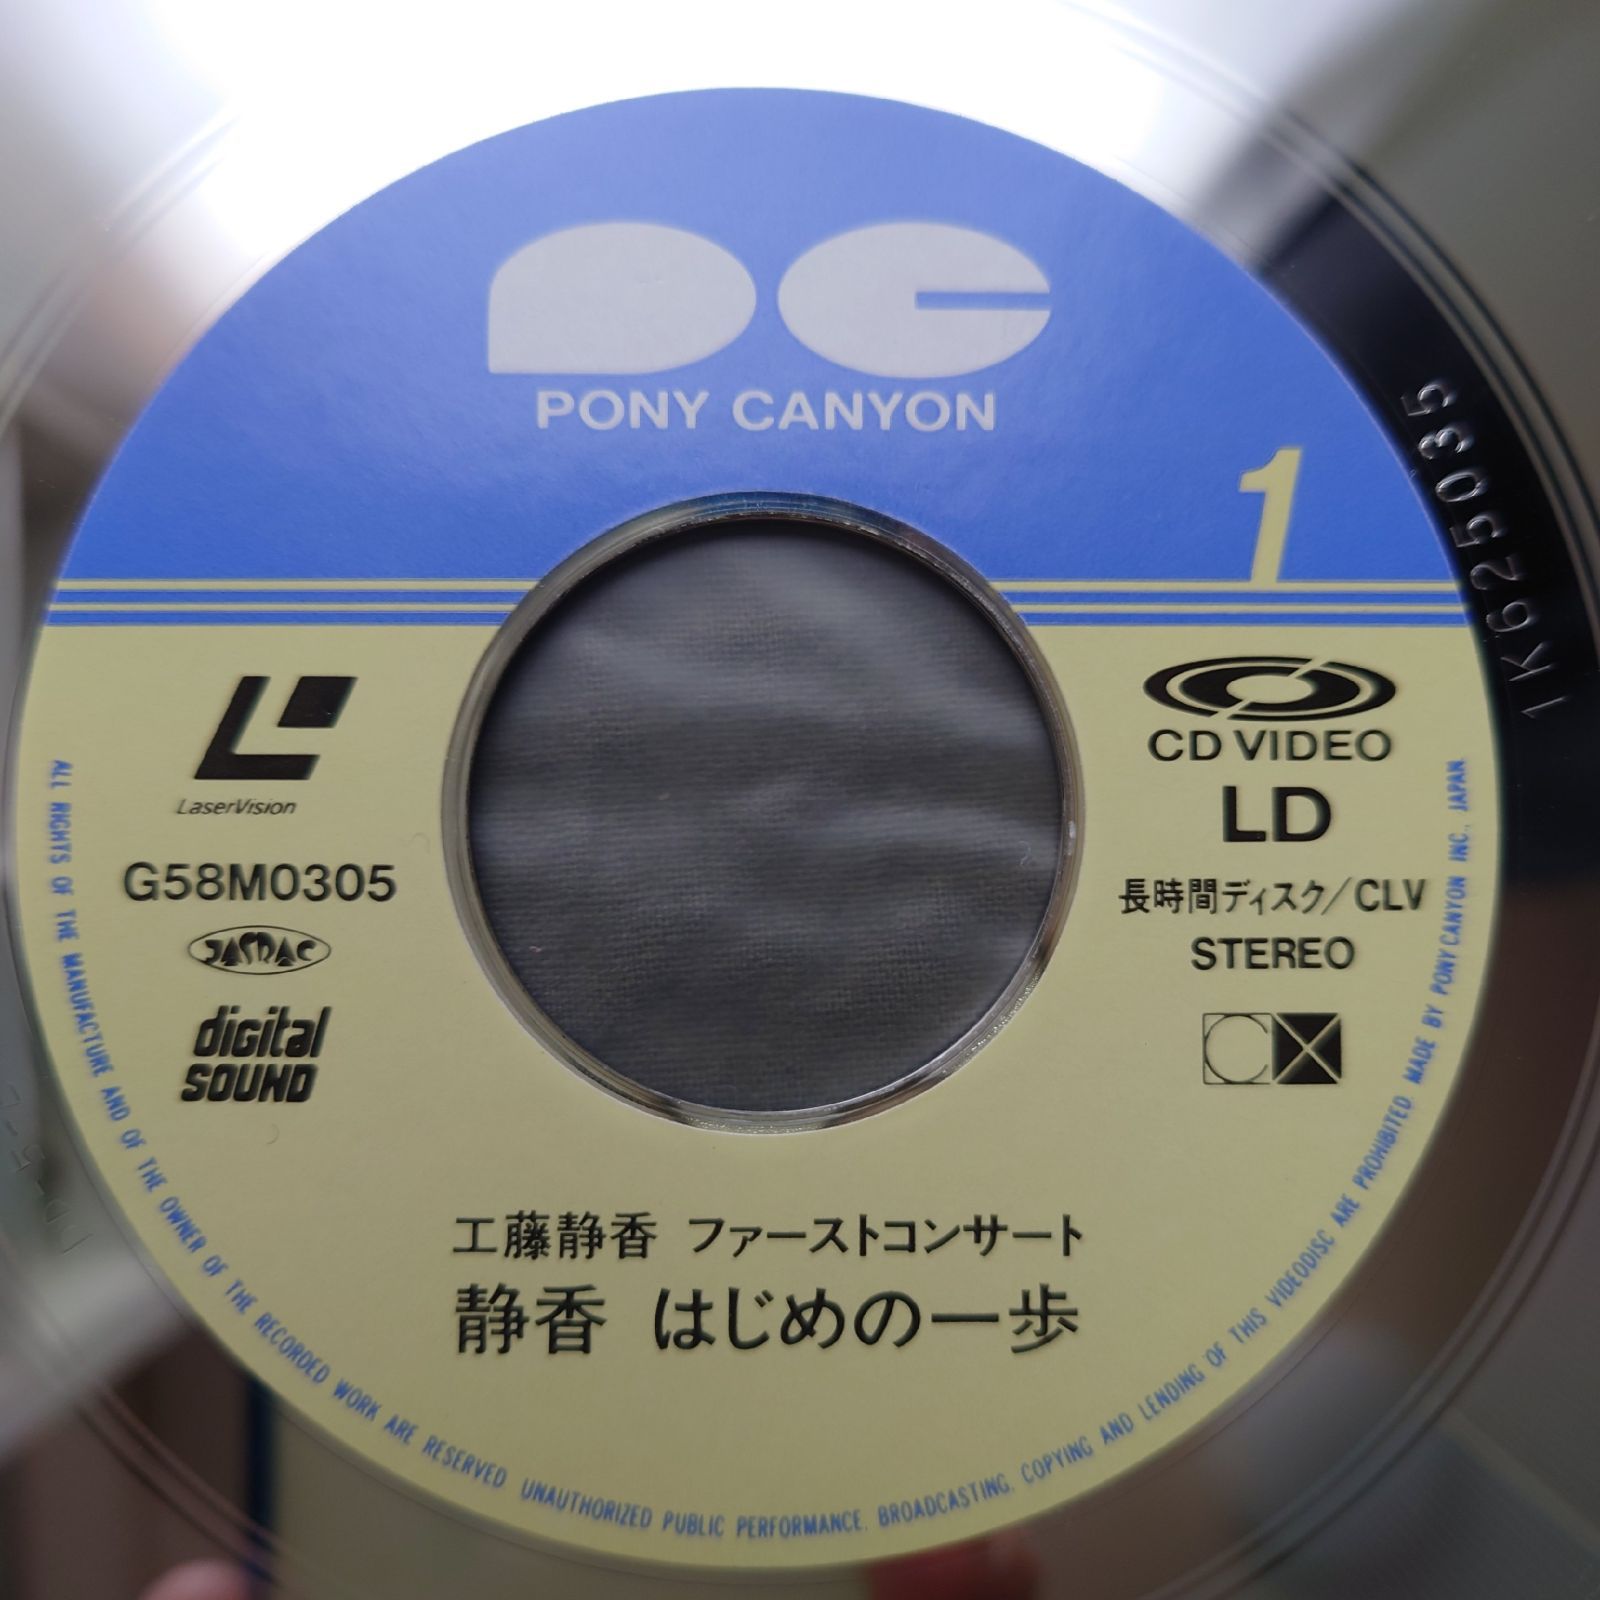 PC
PONY CANYON
1
1K625035
LaserVision
G58M0305
JASRAC
digital
SOUND
CD VIDEO
LD
長時間ディスク/CLV
STEREO
CX
工藤静香 ファーストコンサート
静香 はじめの一歩
ALL RIGHTS OF THE MANUFACTURE AND OF THE OWNER OF THE RECORDED WORK ARE RESERVED UNAUTHORIZED PUBLIC PERFORMANCE, BROADCASTING, COPYING AND LENDING OF THIS VIDEODISC ARE PROHIBITED MADE BY PONY CANYON INC., JAPAN.